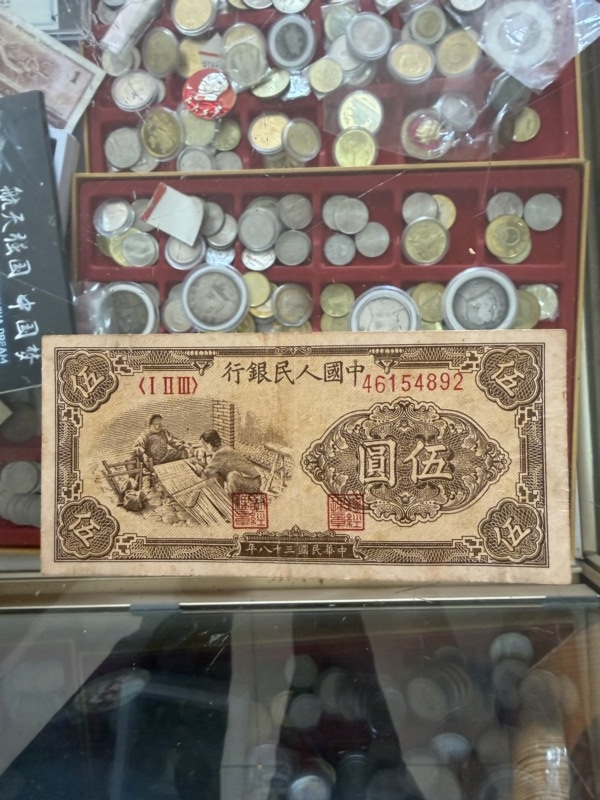 航天强国 中国梦
DREAM
中國人民銀行
〈I II III〉
46154892
伍
伍
伍圓
伍
伍
中華民國三十八年